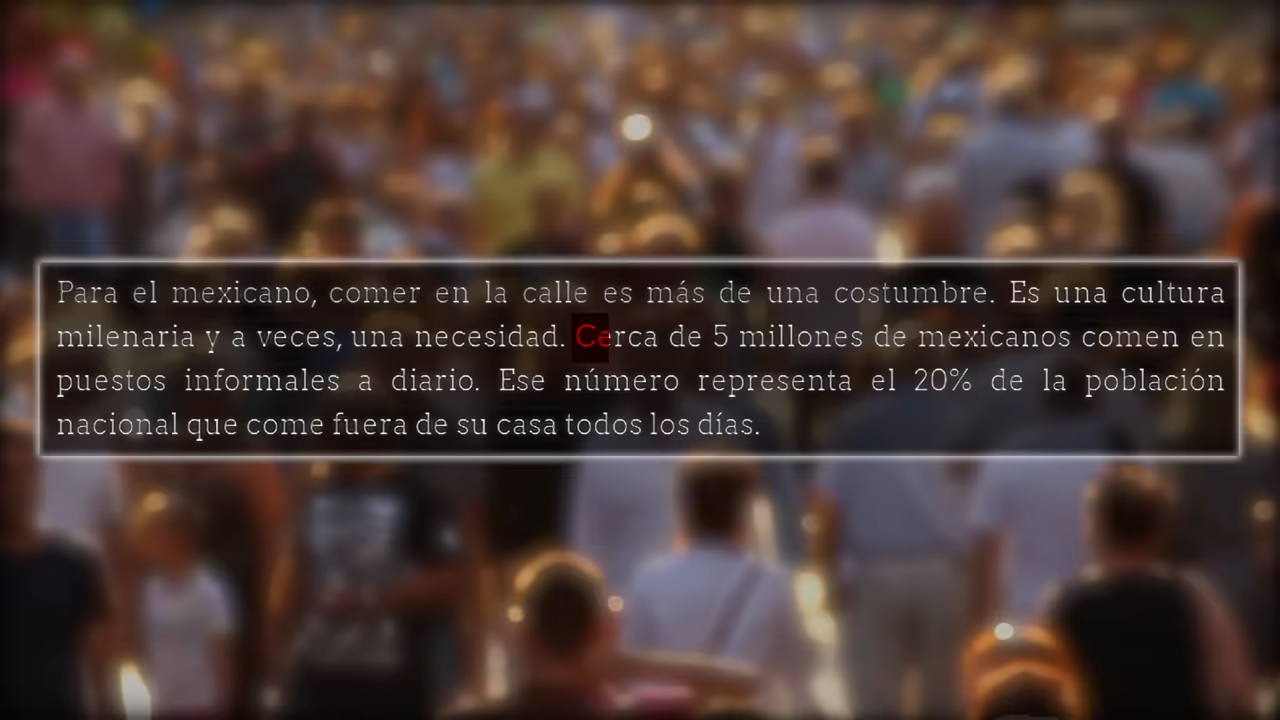 Para el mexicano, comer en la calle es más de una costumbre. Es una cultura
milenaria y a veces, una necesidad. Cerca de 5 millones de mexicanos comen en
puestos informales a diario. Ese número representa el 20% de la población
nacional que come fuera de su casa todos los días.